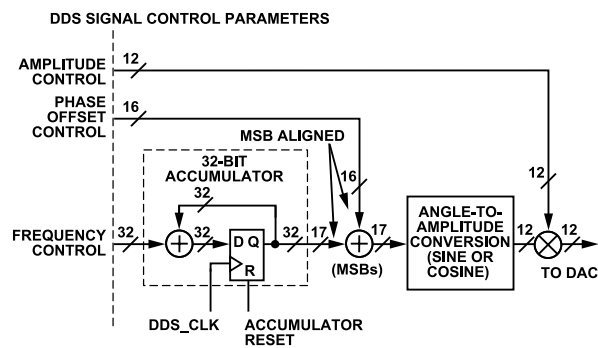 DDS SIGNAL CONTROL PARAMETERS
AMPLITUDE
CONTROL
12
PHASE
OFFSET
CONTROL
16
MSB ALIGNED
32-BIT
ACCUMULATOR
32
16
12
FREQUENCY
CONTROL
32
32
D Q
R
32
17
(MSBs)
17
ANGLE-TO-
AMPLITUDE
CONVERSION
(SINE OR
COSINE)
12
12
TO DAC
DDS_CLK
ACCUMULATOR
RESET